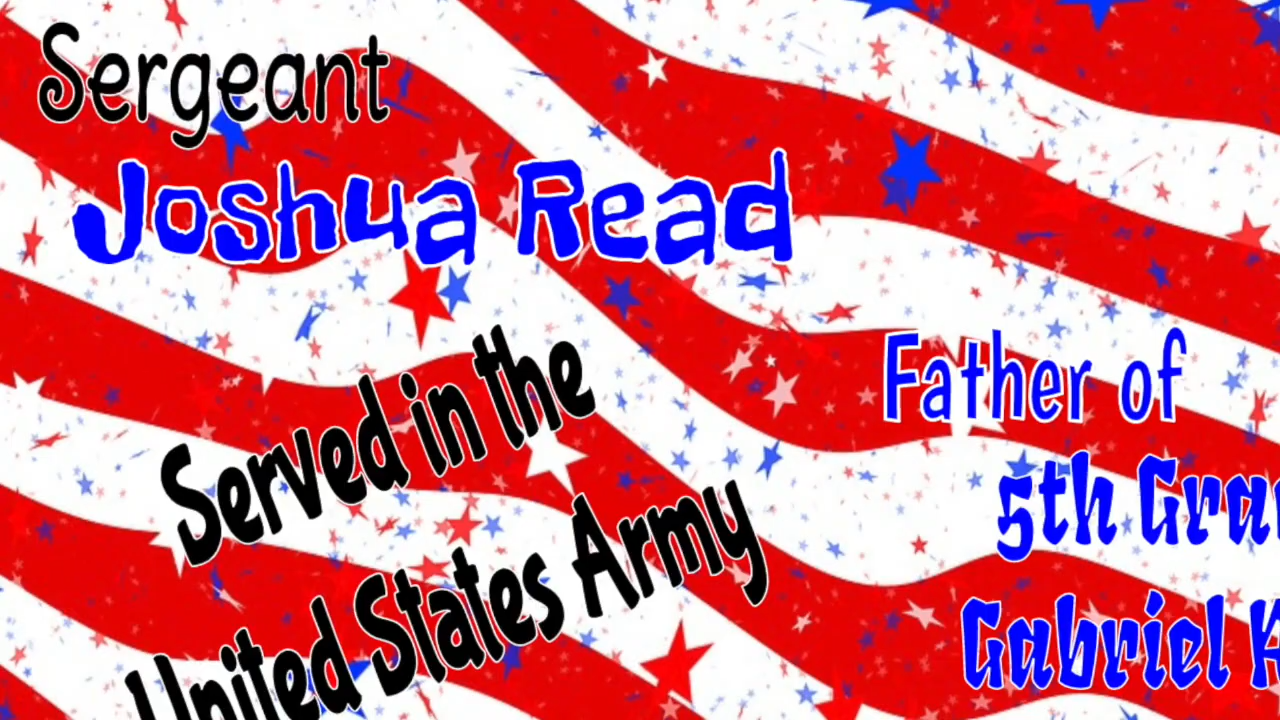 Sergeant
Joshua Read
Served in the
United States Army
Father of
5th
Gabriel